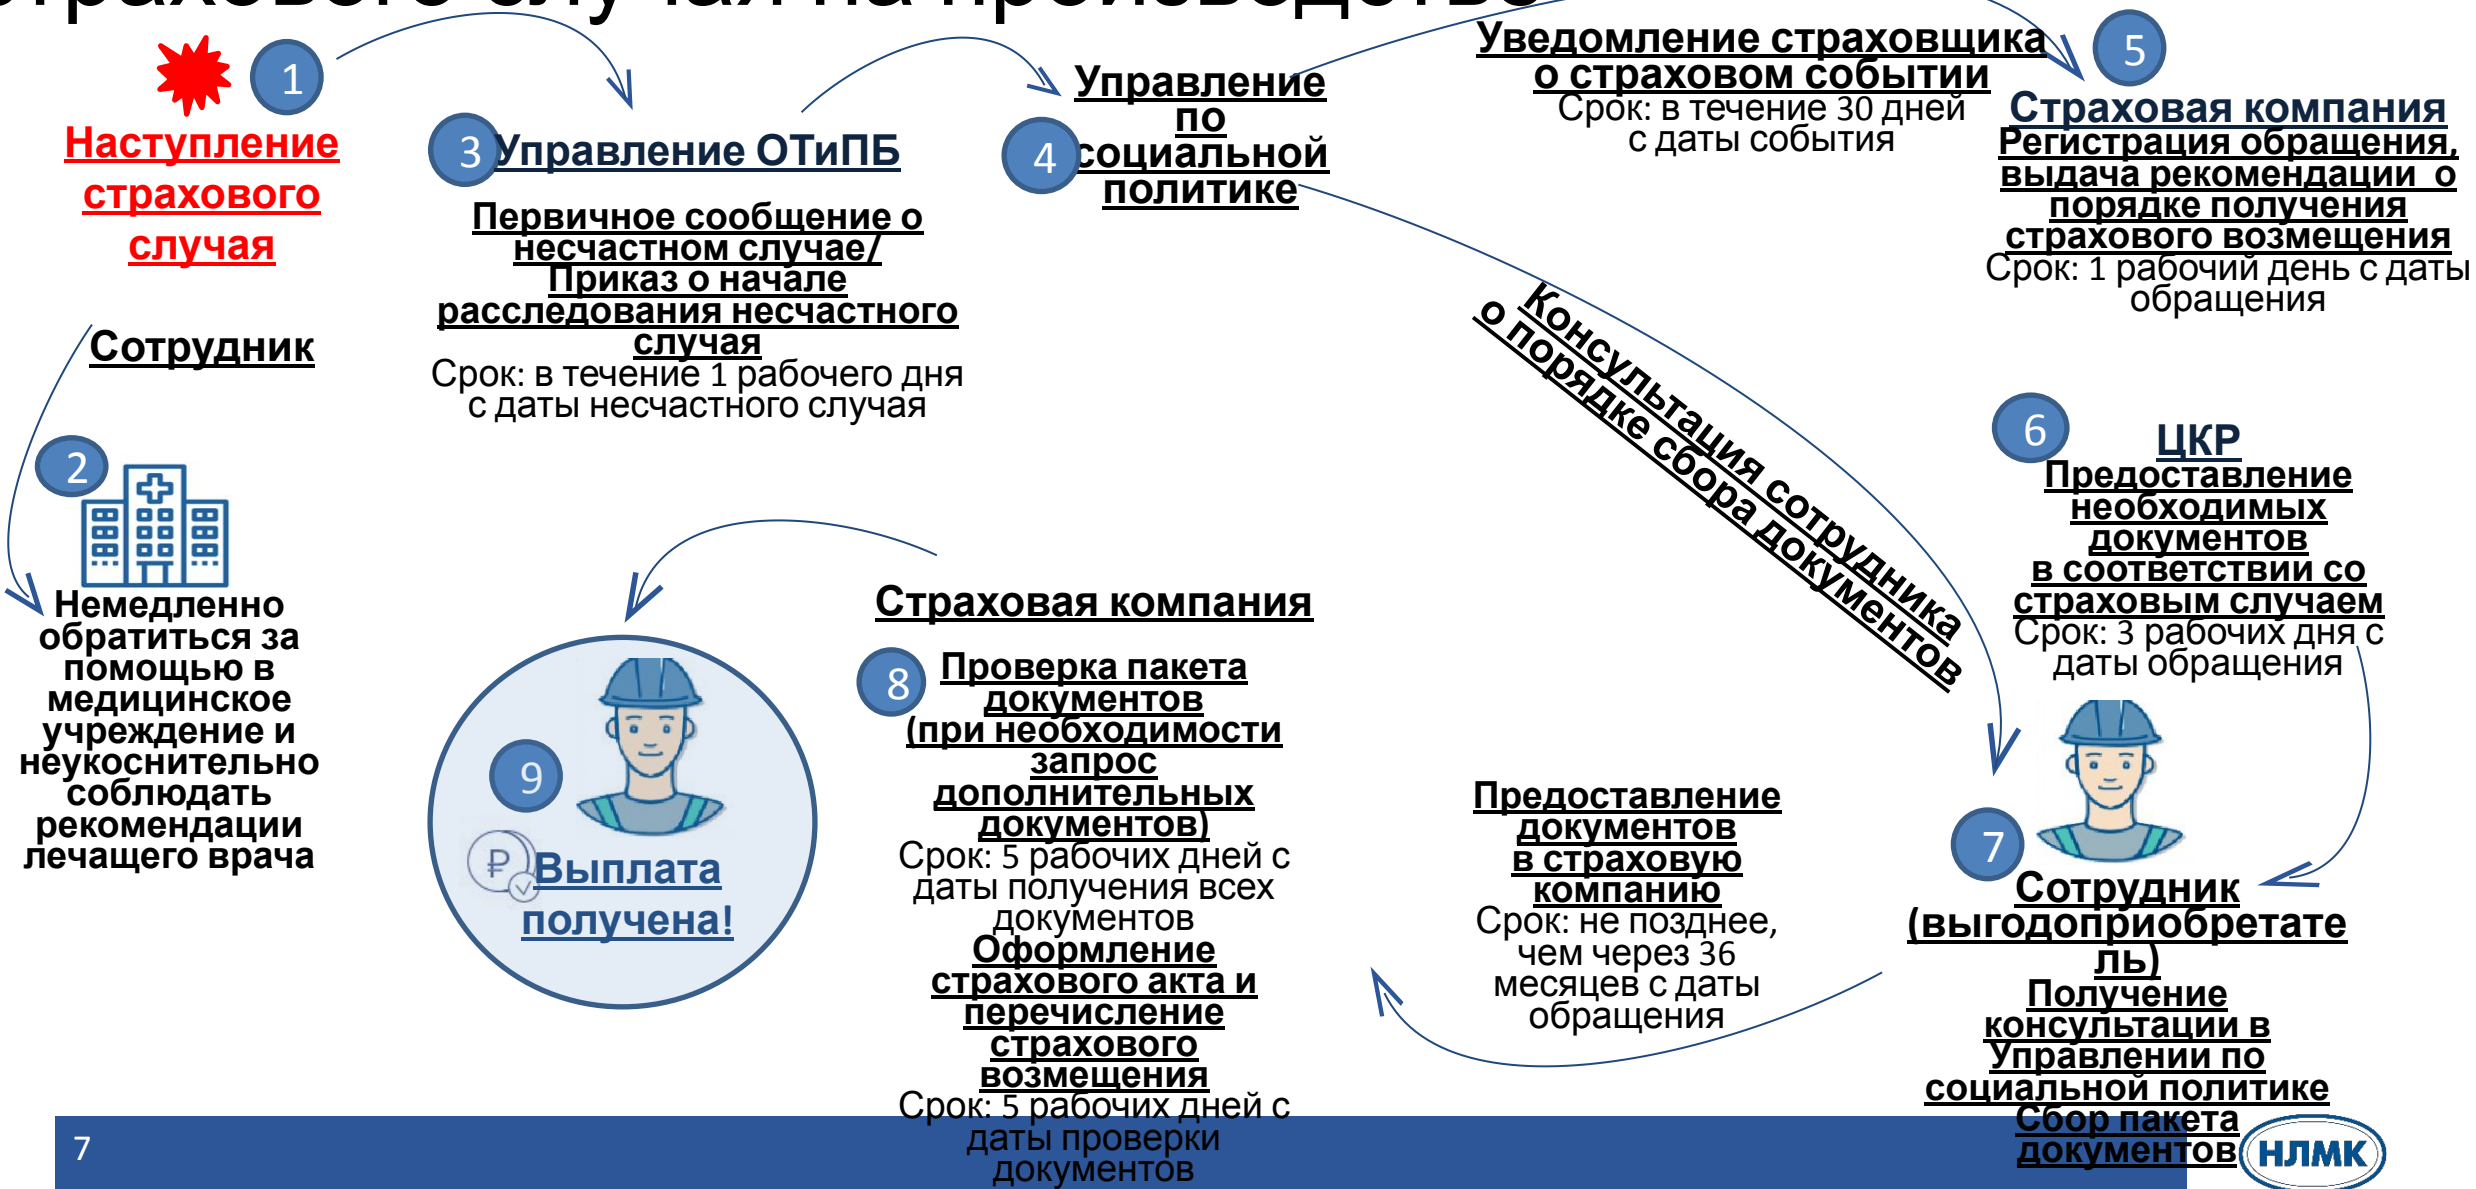 страхового случая на производстве
1
Наступление
страхового
случая
Сотрудник
2
Немедленно
обратиться за
помощью в
медицинское
учреждение и
неукоснительно
соблюдать
рекомендации
лечащего врача
3
Управление ОТиПБ
Первичное сообщение о
несчастном случае/
Приказ о начале
расследования несчастного
случая
Срок: в течение 1 рабочего дня
с даты несчастного случая
4
Управление
по
социальной
политике
Уведомление страховщика
о страховом событии
Срок: в течение 30 дней
с даты события
5
Страховая компания
Регистрация обращения,
выдача рекомендации о
порядке получения
страхового возмещения
Срок: 1 рабочий день с даты
обращения
Консультация сотрудника
о порядке сбора документов
6
ЦКР
Предоставление
необходимых
документов
в соответствии со
страховым случаем
Срок: 3 рабочих дня с
даты обращения
7
Сотрудник
(выгодоприобретате
ль)
Получение
консультации в
Управлении по
социальной политике
Сбор пакета
документов
Предоставление
документов
в страховую
компанию
Срок: не позднее,
чем через 36
месяцев с даты
обращения
Страховая компания
8
Проверка пакета
документов
(при необходимости
запрос
дополнительных
документов)
Срок: 5 рабочих дней с
даты получения всех
документов
Оформление
страхового акта и
перечисление
страхового
возмещения
Срок: 5 рабочих дней с
даты проверки
документов
9
₽
Выплата
получена!
7
НЛМК